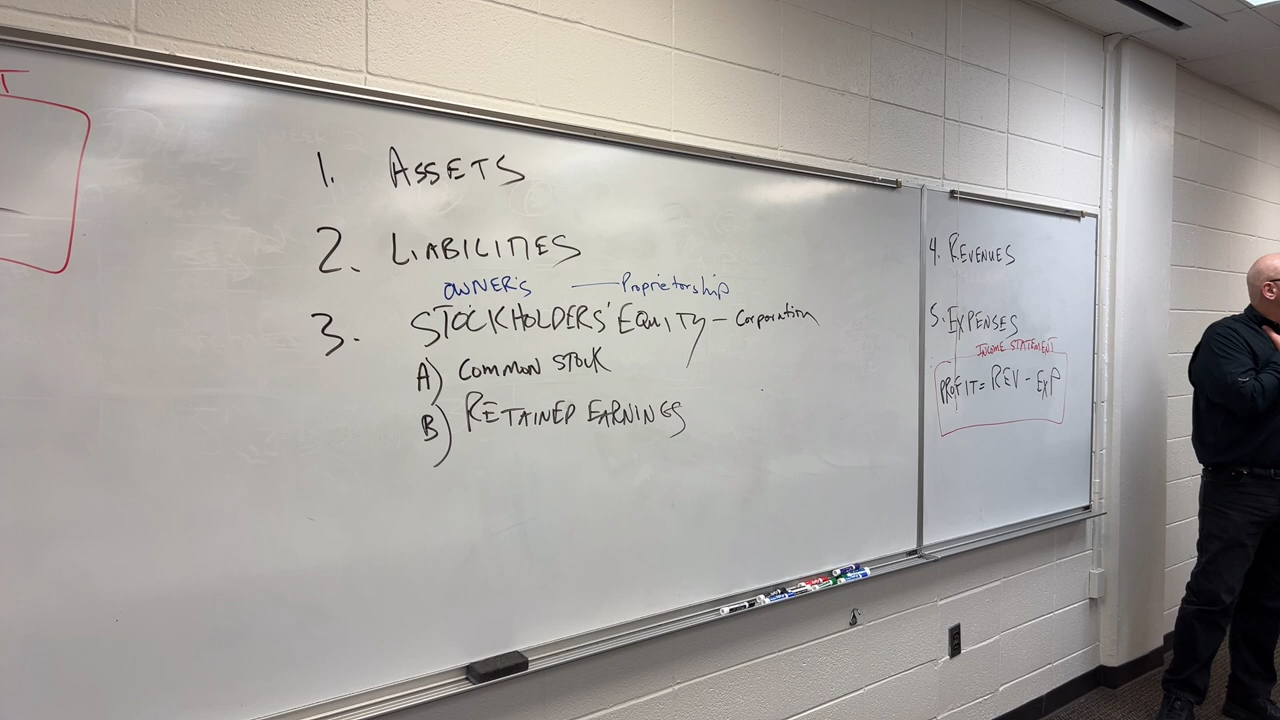 1. ASSETS
2. LIABILITIES
OWNER'S — Proprietorship
3. STOCKHOLDERS' EQUITY — Corporation
A) COMMON STOCK
B) RETAINED EARNINGS
4. REVENUES
5. EXPENSES
INCOME STATEMENT
PROFIT = REV - EXP